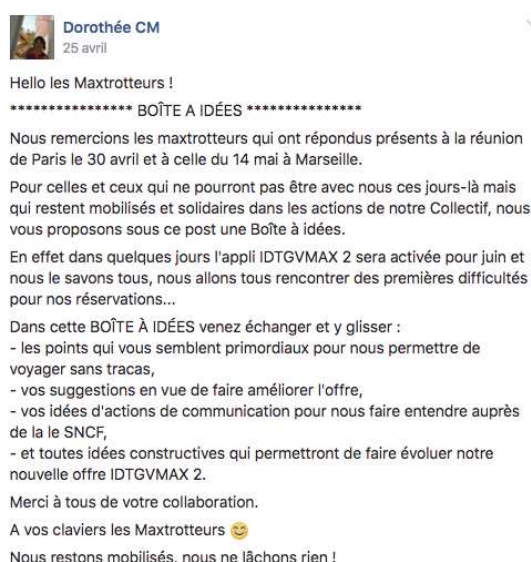 Dorothée CM
25 avril
Hello les Maxtrotteurs !
**************** BOÎTE A IDÉES ***************
Nous remercions les maxtrotteurs qui ont répondus présents à la réunion
de Paris le 30 avril et à celle du 14 mai à Marseille.
Pour celles et ceux qui ne pourront pas être avec nous ces jours-là mais
qui restent mobilisés et solidaires dans les actions de notre Collectif, nous
vous proposons sous ce post une Boîte à idées.
En effet dans quelques jours l'appli IDTGVMAX 2 sera activée pour juin et
nous le savons tous, nous allons tous rencontrer des premières difficultés
pour nos réservations...
Dans cette BOÎTE À IDÉES venez échanger et y glisser :
- les points qui vous semblent primordiaux pour nous permettre de
voyager sans tracas,
- vos suggestions en vue de faire améliorer l'offre,
- vos idées d'actions de communication pour nous faire entendre auprès
de la le SNCF,
- et toutes idées constructives qui permettront de faire évoluer notre
nouvelle offre IDTGVMAX 2.
Merci à tous de votre collaboration.
A vos claviers les Maxtrotteurs 😊
Nous restons mobilisés, nous ne lâchons rien !